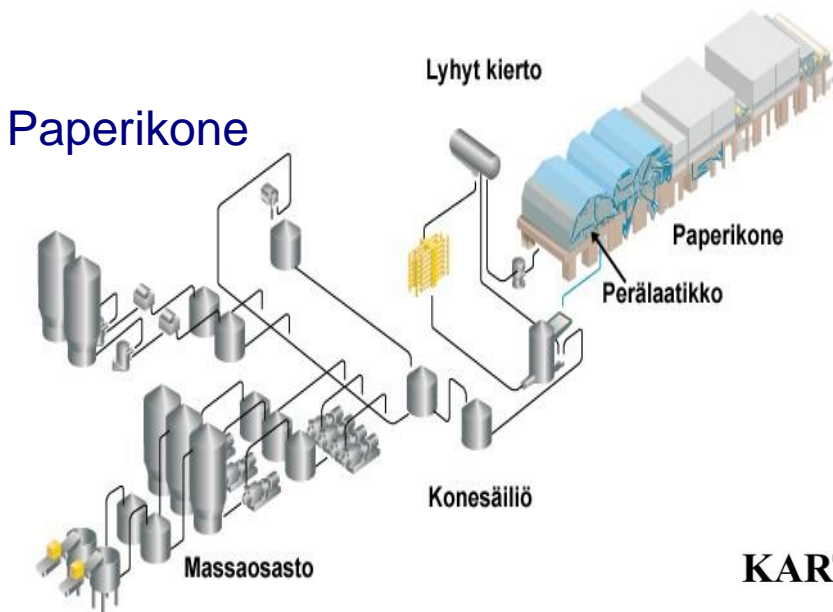 Lyhyt kierto
Paperikone
Paperikone
Perälaatikko
Konesäiliö
Massaosasto